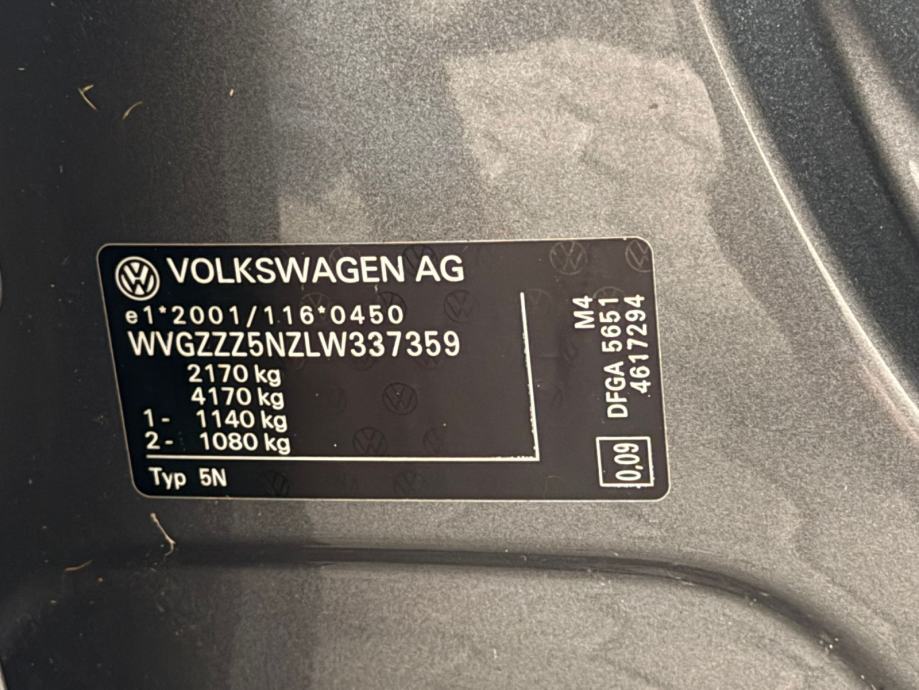 VOLKSWAGEN AG
e1*2001/116*0450
WVGZZZ5NZLW337359
2170 kg
4170 kg
1- 1140 kg
2- 1080 kg
Typ 5N
M4
DFGA 5651
4617294
0,09